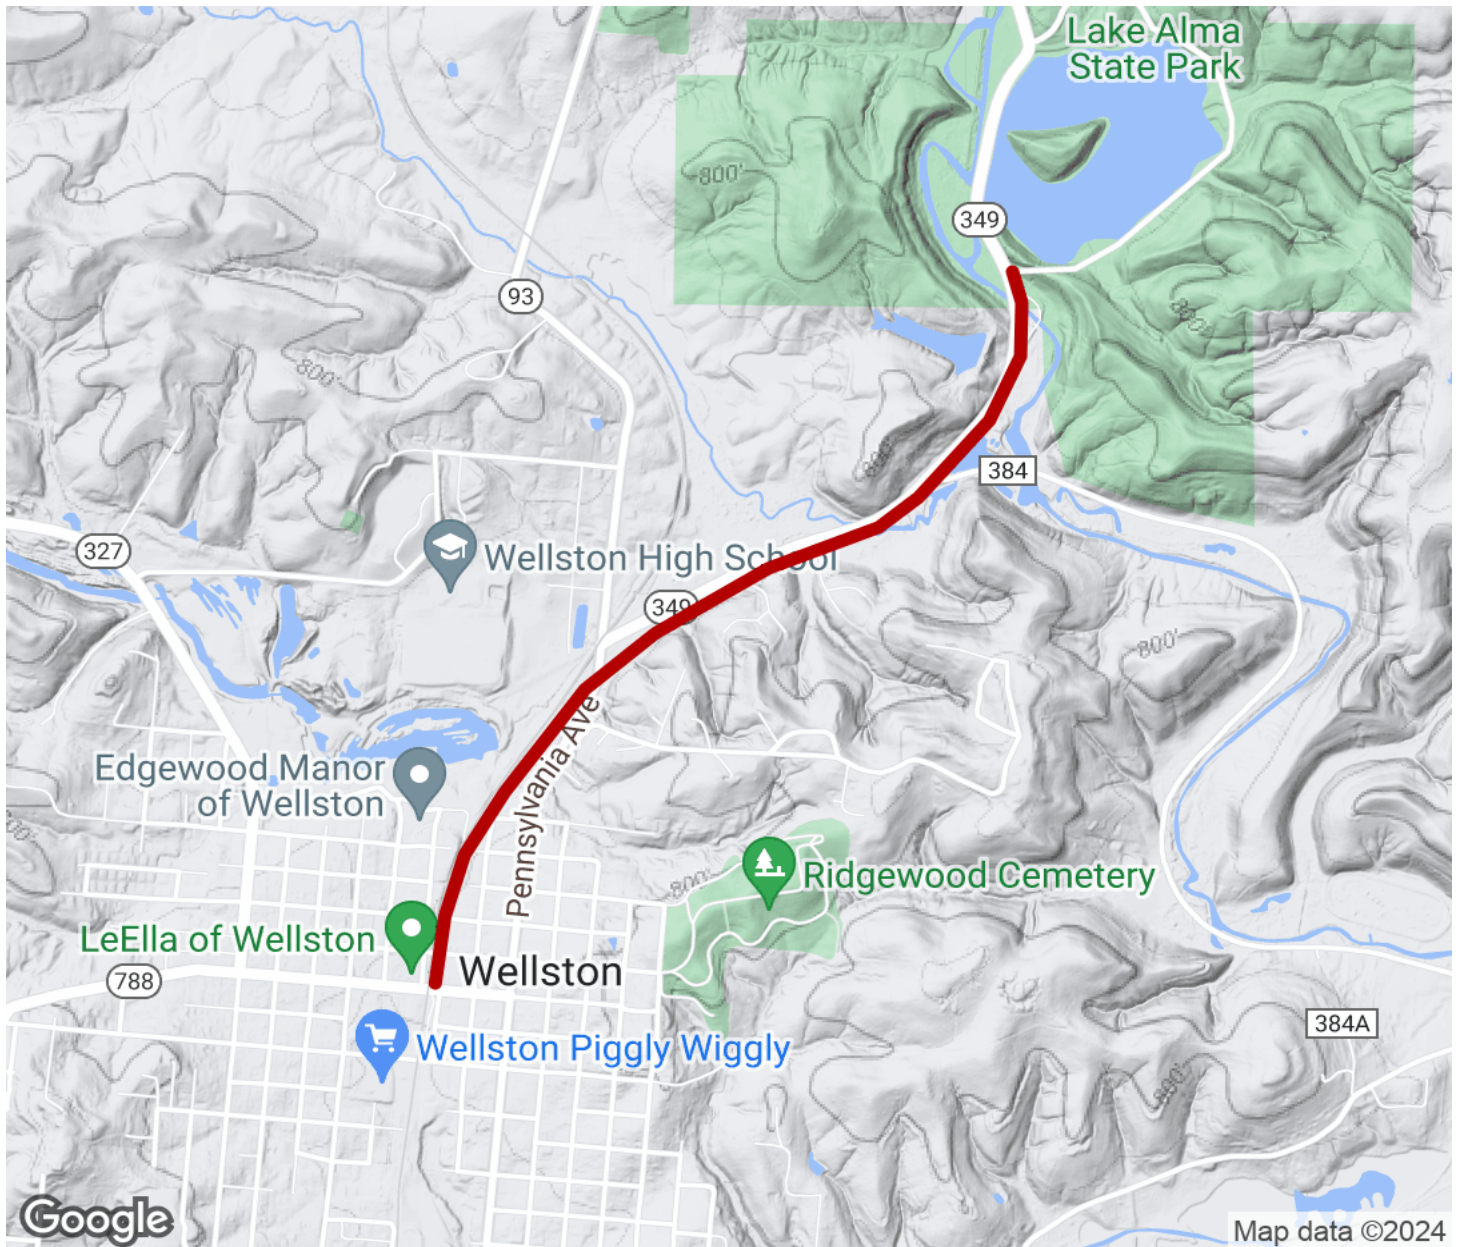 Lake Alma
State Park
800'
349
93
800'
800'
800'
384
327
Wellston High School
349
800'
Pennsylvania Ave
Edgewood Manor
of Wellston
800'
Ridgewood Cemetery
800'
LeElla of Wellston
788
Wellston
384A
Wellston Piggly Wiggly
800'
Google
Map data ©2024